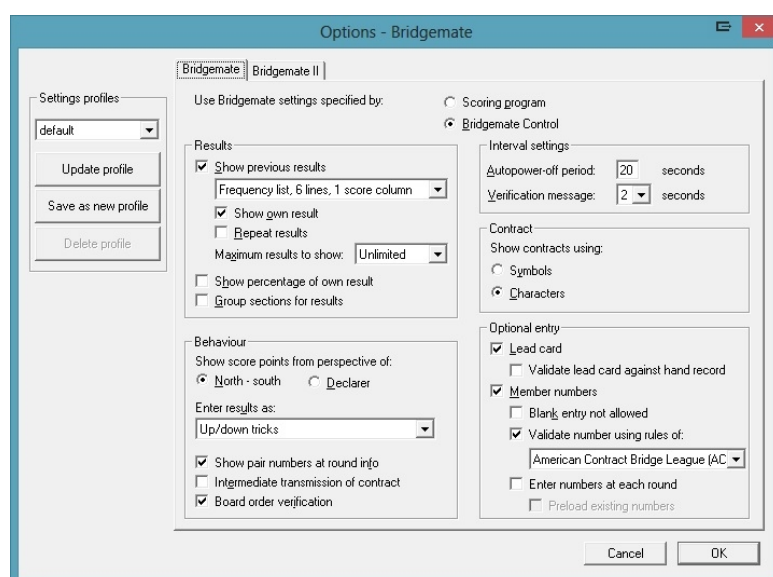 Options - Bridgemate
Bridgemate
Bridgemate II
Settings profiles
default
Update profile
Save as new profile
Delete profile
Use Bridgemate settings specified by:
Scoring program
Bridgemate Control
Results
Show previous results
Frequency list, 6 lines, 1 score column
Show own result
Repeat results
Maximum results to show: Unlimited
Show percentage of own result
Group sections for results
Interval settings
Autopower-off period: 20 seconds
Verification message: 2 seconds
Contract
Show contracts using:
Symbols
Characters
Behaviour
Show score points from perspective of:
North - south Declarer
Enter results as:
Up/down tricks
Show pair numbers at round info
Intermediate transmission of contract
Board order verification
Optional entry
Lead card
Validate lead card against hand record
Member numbers
Blank entry not allowed
Validate number using rules of:
American Contract Bridge League (AC
Enter numbers at each round
Preload existing numbers
Cancel
OK